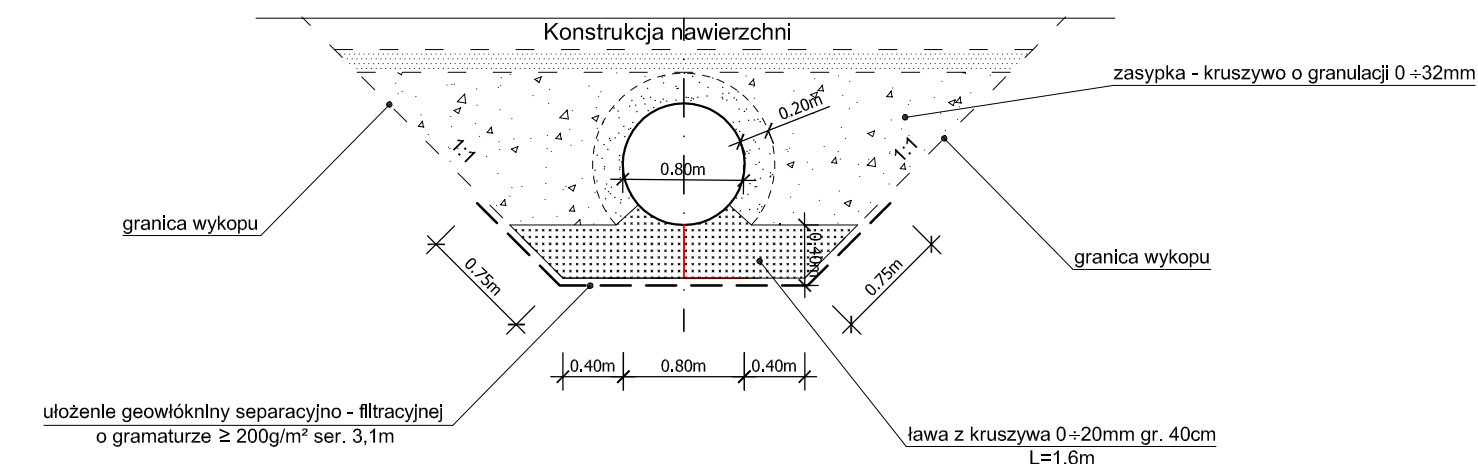 Konstrukcja nawierzchni
zasypka - kruszywo o granulacji 0 ÷32mm
0.20m
1:1
1:1
0.80m
granica wykopu
0.40m
granica wykopu
0.75m
0.75m
0.40m
0.80m
0.40m
ułożenie geowłókniny separacyjno - filtracyjnej
o gramaturze ≥ 200g/m² ser. 3,1m
ława z kruszywa 0÷20mm gr. 40cm
L=1.6m